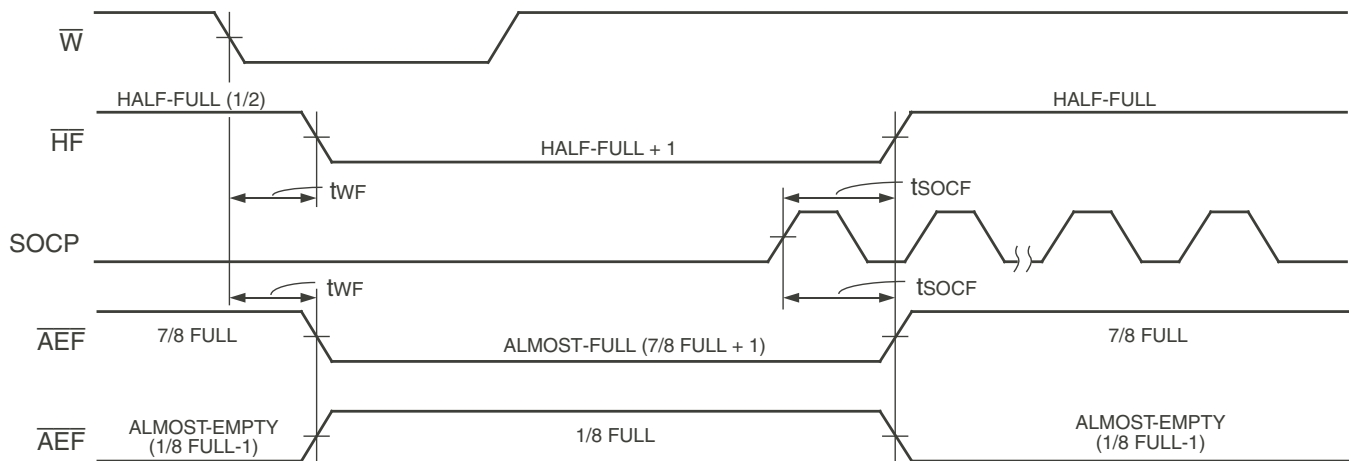 W
HALF-FULL (1/2)
HALF-FULL
HF
HALF-FULL + 1
tWF
tSOCF
SOCP
tWF
tSOCF
AEF
7/8 FULL
ALMOST-FULL (7/8 FULL + 1)
7/8 FULL
AEF
ALMOST-EMPTY
(1/8 FULL-1)
1/8 FULL
ALMOST-EMPTY
(1/8 FULL-1)